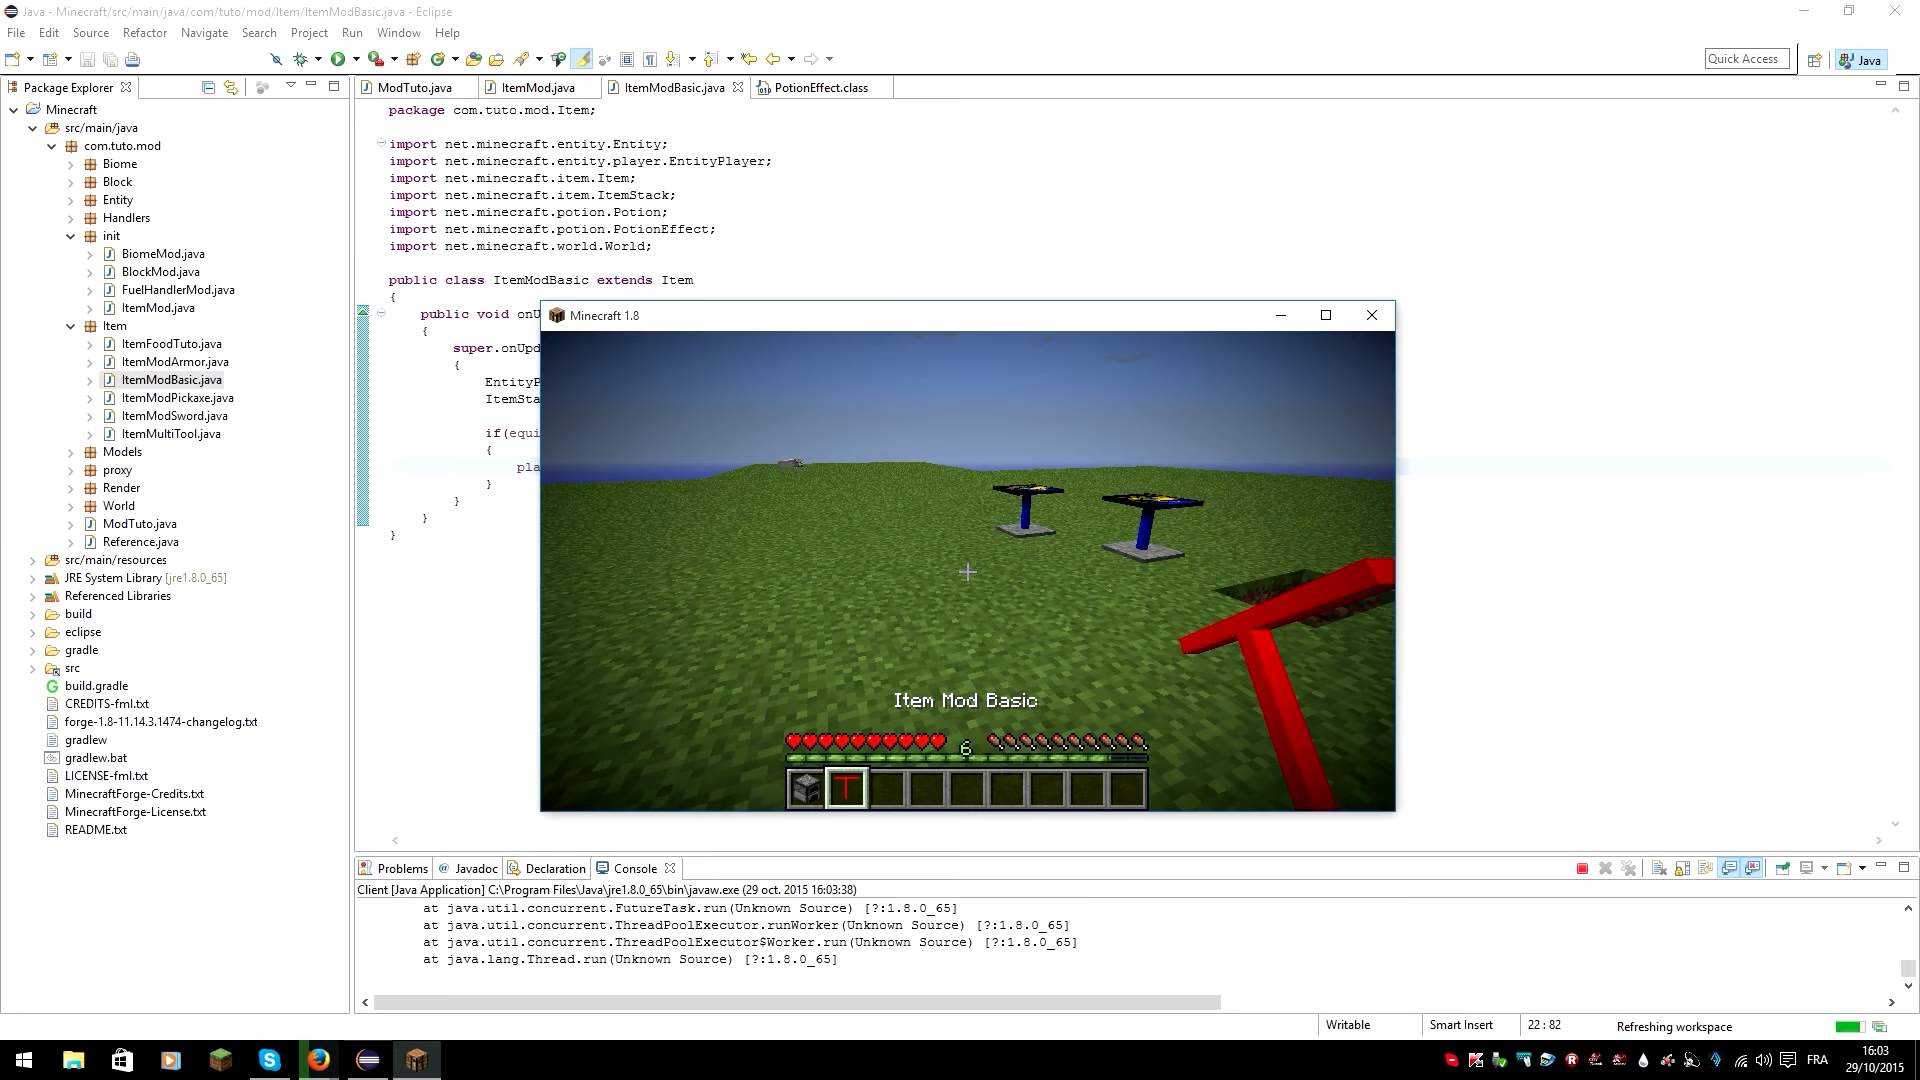 Java - Minecraft/src/main/java/com/tuto/mod/Item/ItemModBasic.java - Eclipse
File Edit Source Refactor Navigate Search Project Run Window Help
Quick Access
Java
Package Explorer
Minecraft
src/main/java
com.tuto.mod
Biome
Block
Entity
Handlers
init
BiomeMod.java
BlockMod.java
FuelHandlerMod.java
ItemMod.java
Item
ItemFoodTuto.java
ItemModArmor.java
ItemModBasic.java
ItemModPickaxe.java
ItemModSword.java
ItemMultiTool.java
Models
proxy
Render
World
ModTuto.java
Reference.java
src/main/resources
JRE System Library [jre1.8.0_65]
Referenced Libraries
build
eclipse
gradle
src
build.gradle
CREDITS-fml.txt
forge-1.8-11.14.3.1474-changelog.txt
gradlew
gradlew.bat
LICENSE-fml.txt
MinecraftForge-Credits.txt
MinecraftForge-License.txt
README.txt
ModTuto.java ItemMod.java ItemModBasic.java PotionEffect.class
package com.tuto.mod.Item;
import net.minecraft.entity.Entity;
import net.minecraft.entity.player.EntityPlayer;
import net.minecraft.item.Item;
import net.minecraft.item.ItemStack;
import net.minecraft.potion.Potion;
import net.minecraft.potion.PotionEffect;
import net.minecraft.world.World;
public class ItemModBasic extends Item
{
public void onU
{
super.onUpd
{
EntityP
ItemSta
if(equi
{
pla
}
}
}
}
Minecraft 1.8
Item Mod Basic
6
Problems Javadoc Declaration Console
Client [Java Application] C:\Program Files\Java\jre1.8.0_65\bin\javaw.exe (29 oct. 2015 16:03:38)
at java.util.concurrent.FutureTask.run(Unknown Source) [?:1.8.0_65]
at java.util.concurrent.ThreadPoolExecutor.runWorker(Unknown Source) [?:1.8.0_65]
at java.util.concurrent.ThreadPoolExecutor$Worker.run(Unknown Source) [?:1.8.0_65]
at java.lang.Thread.run(Unknown Source) [?:1.8.0_65]
Writable Smart Insert 22 : 82 Refreshing workspace
FRA
16:03
29/10/2015